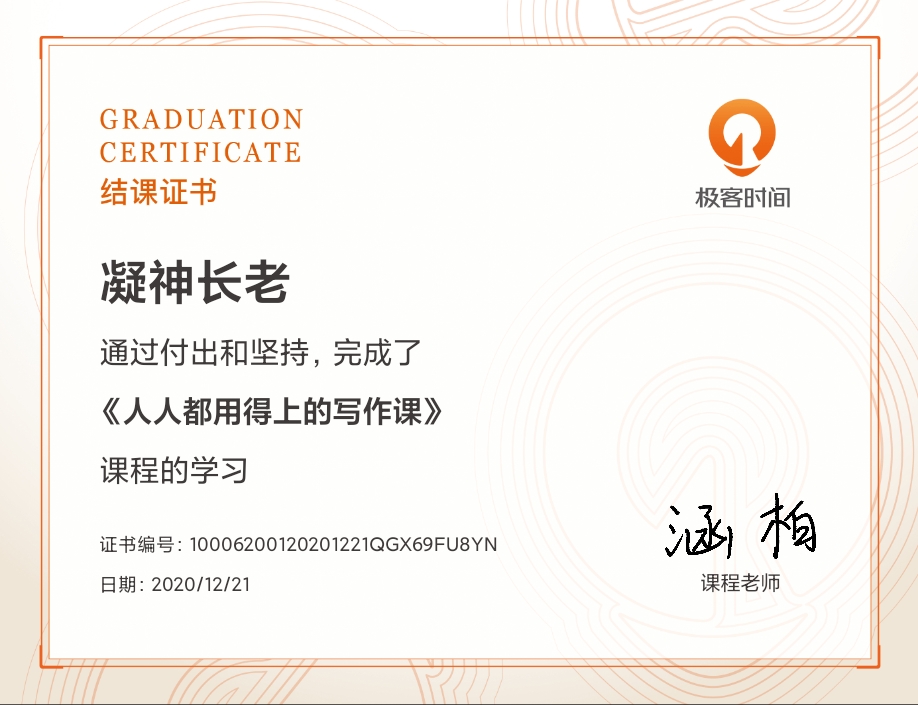 GRADUATION
CERTIFICATE
结课证书
极客时间
凝神长老
通过付出和坚持，完成了
《人人都用得上的写作课》
课程的学习
证书编号：10006200120201221QGX69FU8YN
日期：2020/12/21
涵柏
课程老师